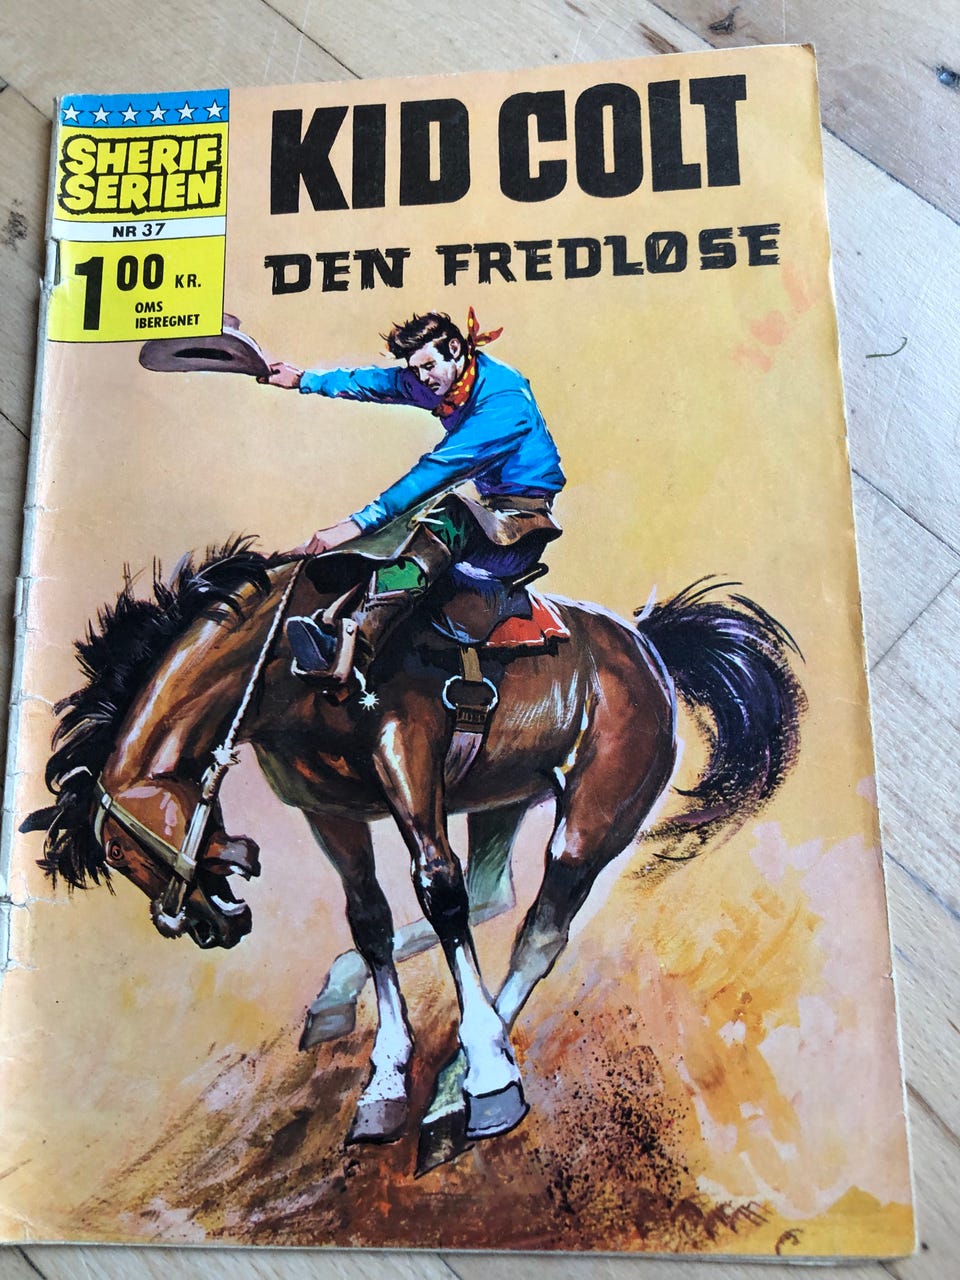 SHERIF
SERIEN
NR 37
1 00 KR.
OMS
IBEREGNET
KID COLT
DEN FREDLØSE